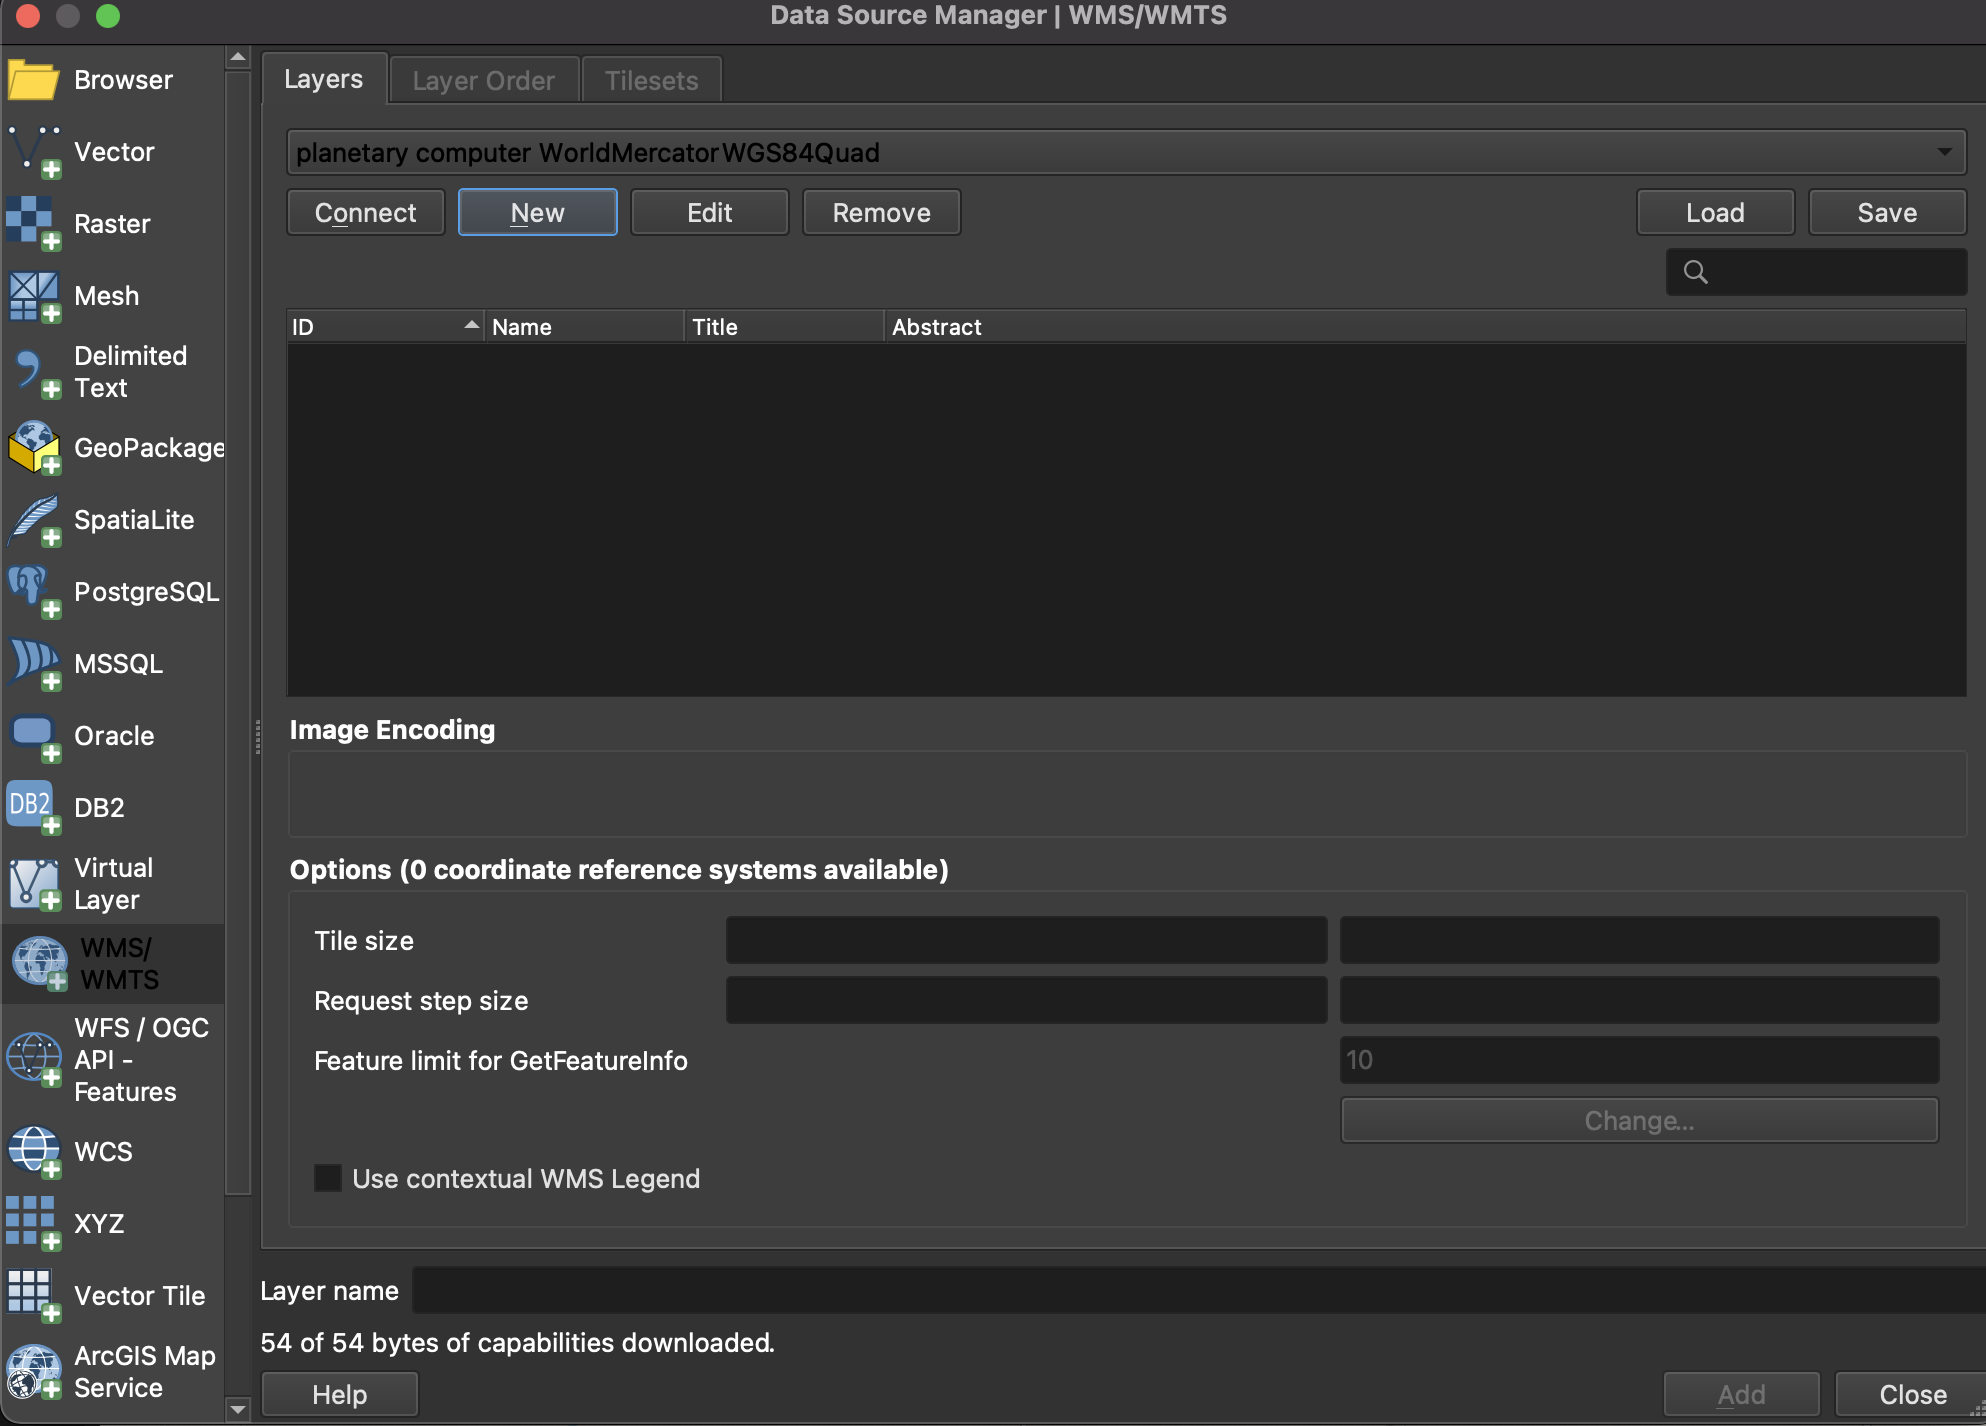 Data Source Manager | WMS/WMTS
Browser
Vector
Raster
Mesh
Delimited
Text
GeoPackage
SpatiaLite
PostgreSQL
MSSQL
Oracle
DB2
DB2
Virtual
Layer
WMS/
WMTS
WFS / OGC
API -
Features
WCS
XYZ
Vector Tile
ArcGIS Map
Service
Layers
Layer Order
Tilesets
planetary computer WorldMercatorWGS84Quad
Connect
New
Edit
Remove
Load
Save
ID
Name
Title
Abstract
Image Encoding
Options (0 coordinate reference systems available)
Tile size
Request step size
Feature limit for GetFeatureInfo
10
Change...
Use contextual WMS Legend
Layer name
54 of 54 bytes of capabilities downloaded.
Help
Add
Close